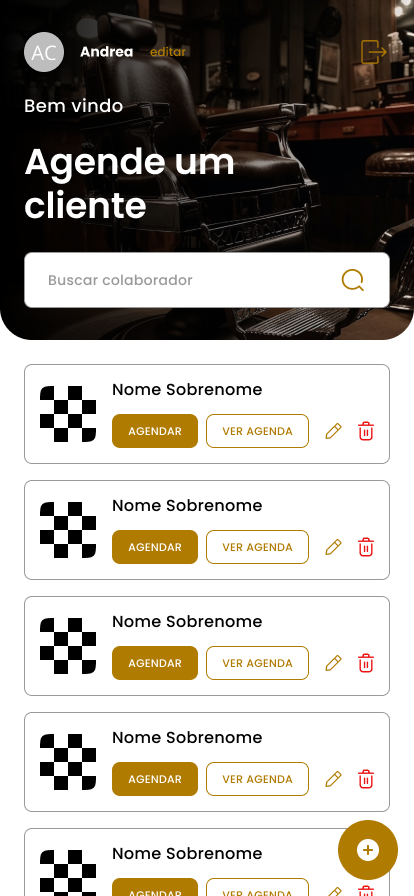 AC Andrea editar
Bem vindo
Agende um
cliente
Buscar colaborador
Nome Sobrenome
AGENDAR VER AGENDA
Nome Sobrenome
AGENDAR VER AGENDA
Nome Sobrenome
AGENDAR VER AGENDA
Nome Sobrenome
AGENDAR VER AGENDA
Nome Sobrenome
AGENDAR VER AGENDA